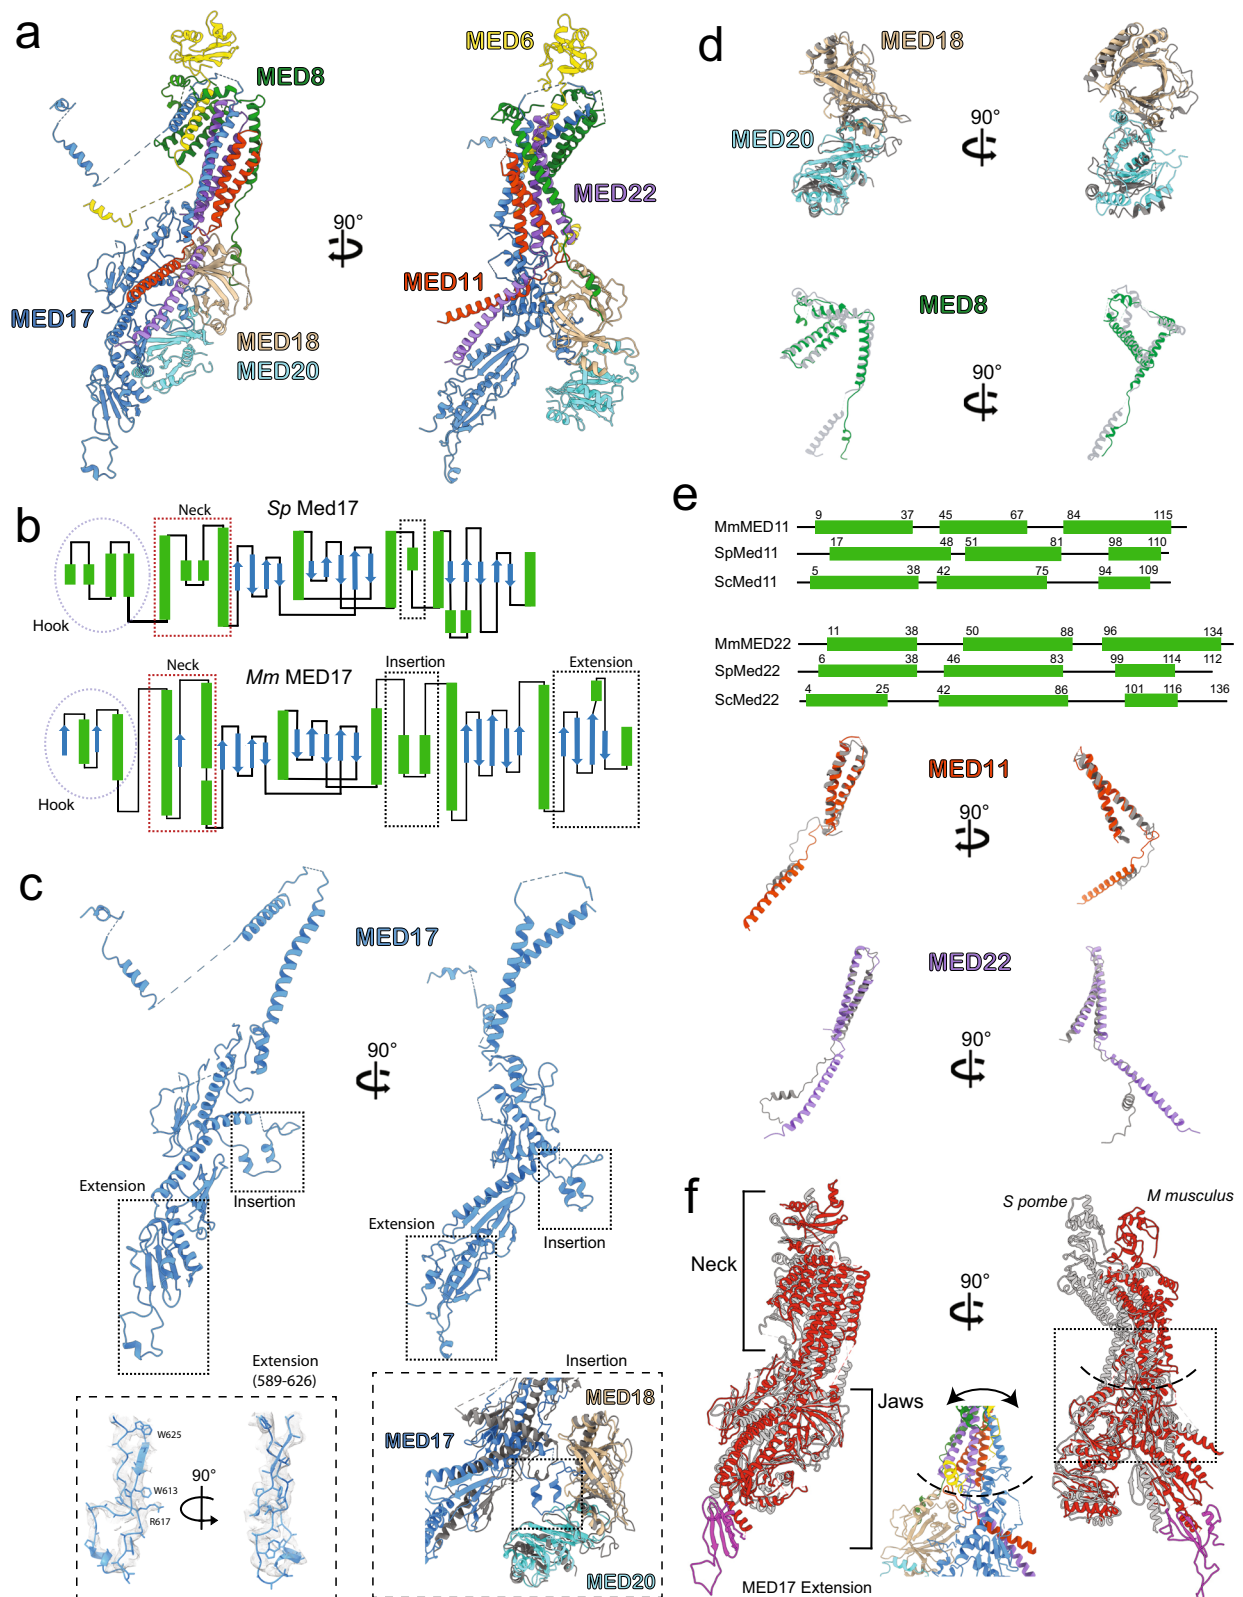 a
MED6
MED8
MED22
90°
MED11
MED17
MED18
MED20
b
Neck
Sp Med17
Hook
Neck
Mm MED17
Insertion
Extension
Hook
c
MED17
90°
Extension
Insertion
Extension
Insertion
Extension
(589-626)
W625
W613
R617
90°
Insertion
MED18
MED17
MED20
d
MED18
MED20
90°
MED8
90°
e
9 37 45 67 84 115
MmMED11
17 48 51 81 98 110
SpMed11
5 38 42 75 94 109
ScMed11
11 38 50 88 96 134
MmMED22
6 38 46 83 99 114 112
SpMed22
4 25 42 86 101 116 136
ScMed22
MED11
90°
MED22
90°
f
Neck
S pombe
M musculus
90°
Jaws
MED17 Extension